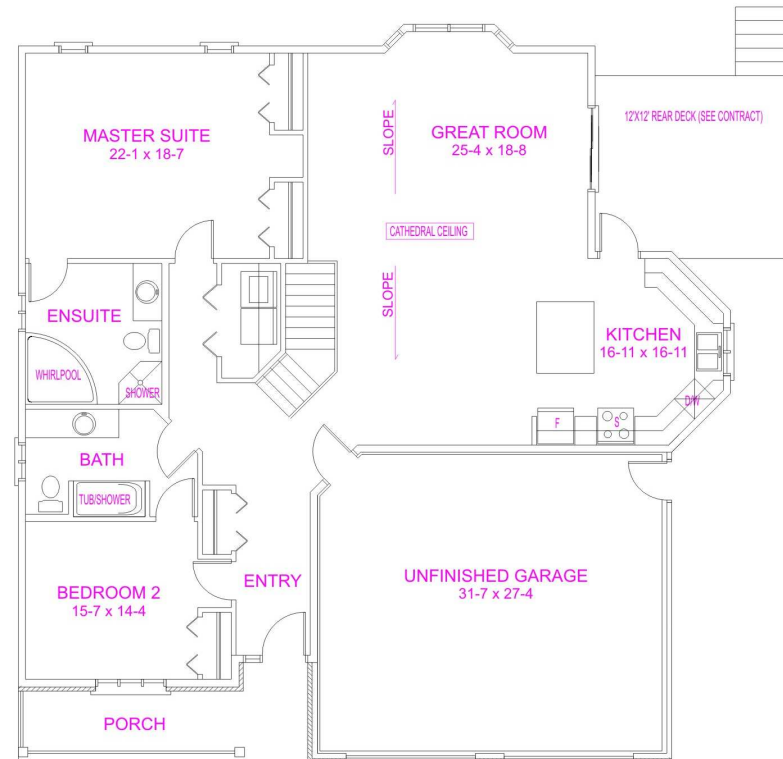 MASTER SUITE
22-1 x 18-7
SLOPE
GREAT ROOM
25-4 x 18-8
12'X12' REAR DECK (SEE CONTRACT)
CATHEDRAL CEILING
SLOPE
ENSUITE
WHIRLPOOL
SHOWER
KITCHEN
16-11 x 16-11
D/W
F
S
BATH
TUB/SHOWER
BEDROOM 2
15-7 x 14-4
ENTRY
UNFINISHED GARAGE
31-7 x 27-4
PORCH